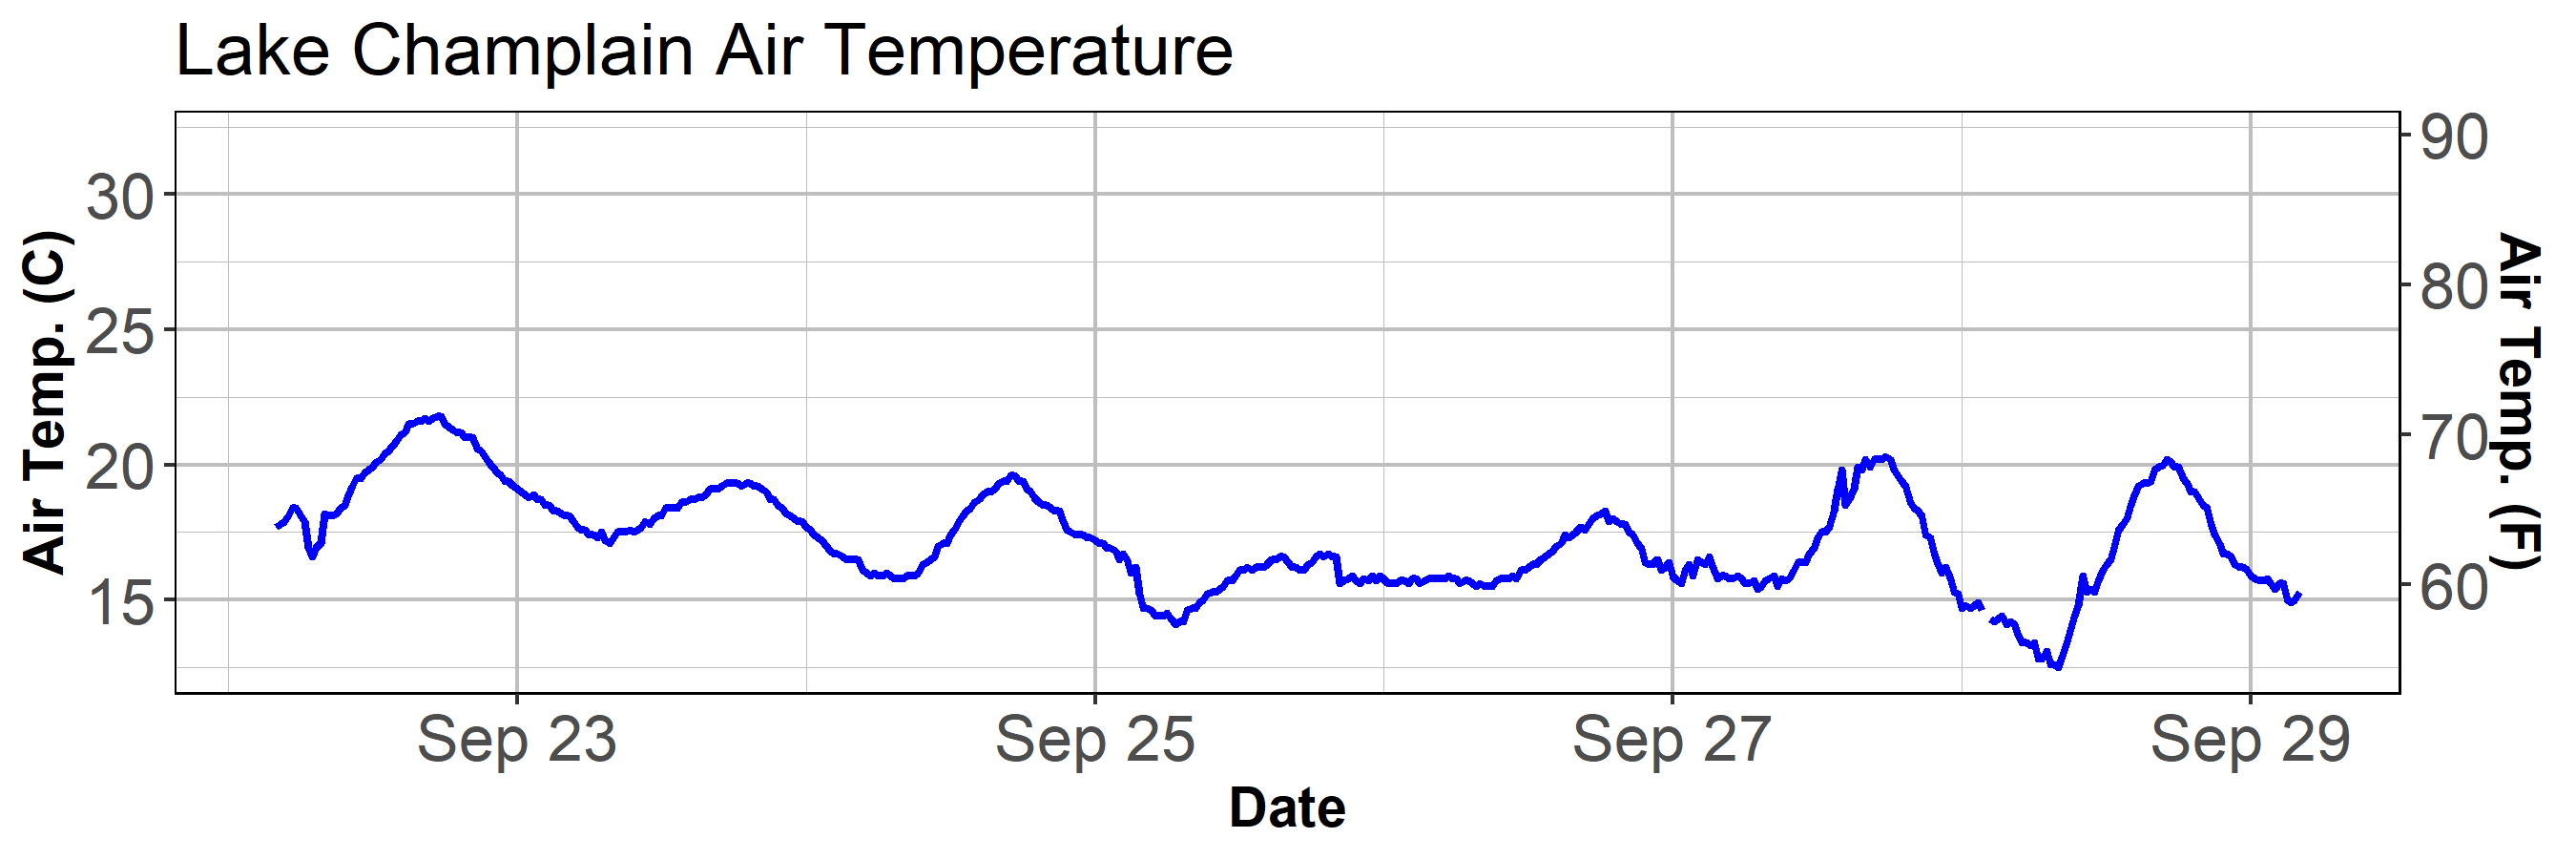 Lake Champlain Air Temperature
Air Temp. (C)
30
25
20
15
90
80
70
60
Air Temp. (F)
Sep 23
Sep 25
Sep 27
Sep 29
Date